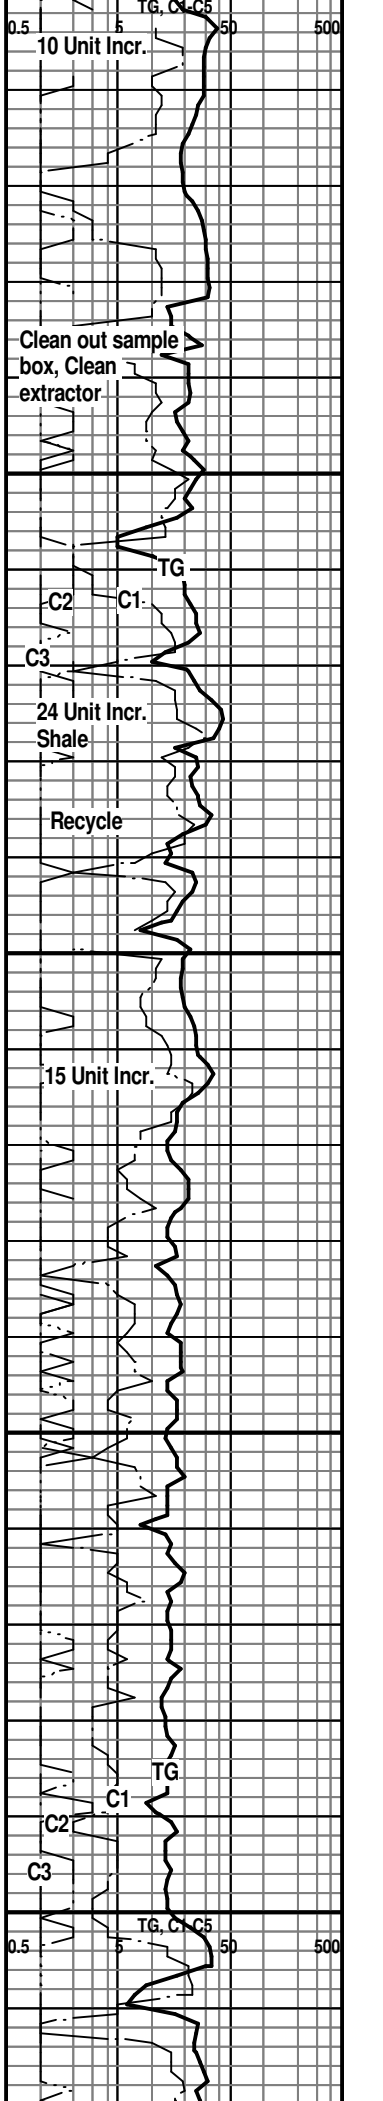 TG, C1-C5
0.5 5 50 500
10 Unit Incr.
Clean out sample
box, Clean
extractor
TG
C2 C1
C3
24 Unit Incr.
Shale
Recycle
15 Unit Incr.
TG
C1
C2
C3
TG, C1-C5
0.5 5 50 500